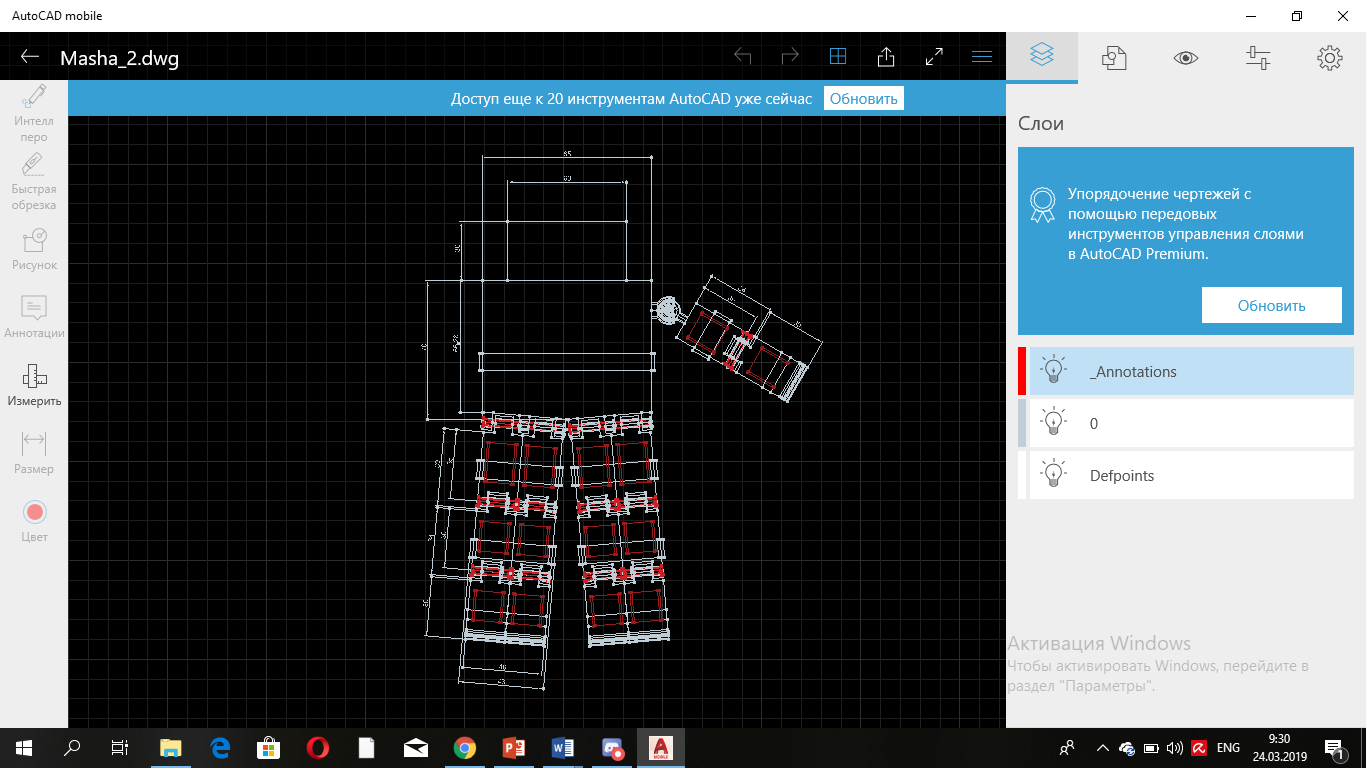 AutoCAD mobile
Masha_2.dwg
Доступ еще к 20 инструментам AutoCAD уже сейчас
Обновить
Интелл
перо
Быстрая
обрезка
Рисунок
Аннотации
Измерить
Размер
Цвет
Слои
Упорядочение чертежей с
помощью передовых
инструментов управления слоями
в AutoCAD Premium.
Обновить
_Annotations
0
Defpoints
Активация Windows
Чтобы активировать Windows, перейдите в
раздел "Параметры".
ENG
9:30
24.03.2019
1